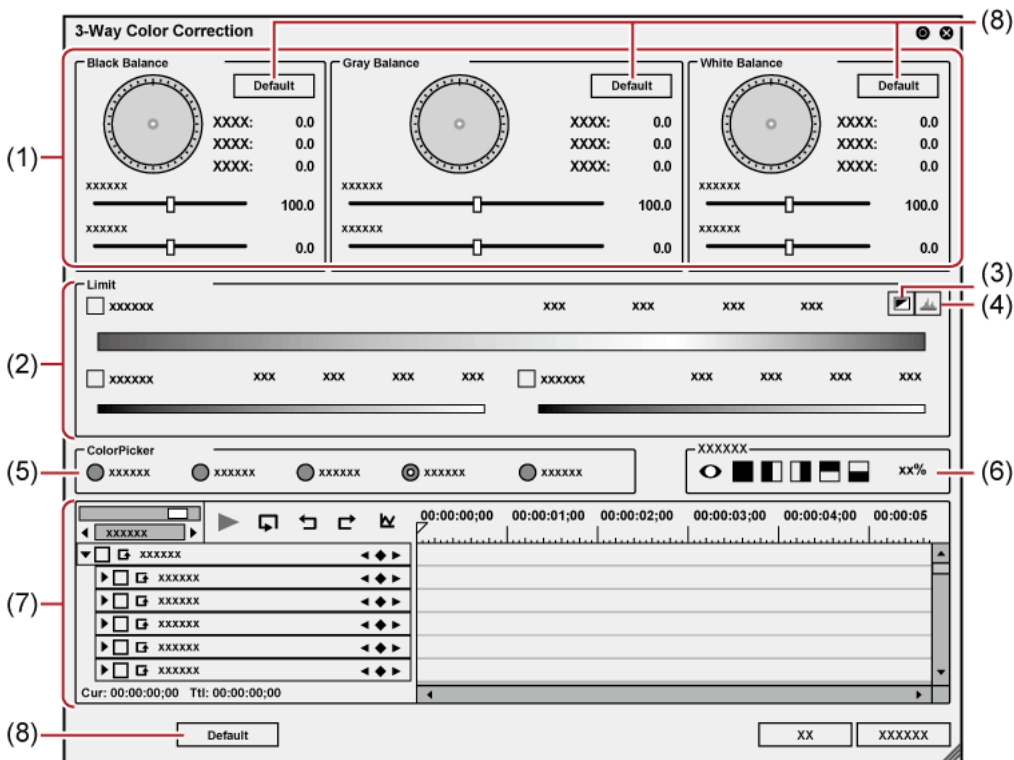 3-Way Color Correction
(8)
Black Balance
Gray Balance
White Balance
Default
Default
Default
(1)
XXXX: 0.0
XXXX: 0.0
XXXX: 0.0
XXXX: 0.0
XXXX: 0.0
XXXX: 0.0
XXXX: 0.0
XXXX: 0.0
XXXX: 0.0
xxxxxx
100.0
xxxxxx
100.0
xxxxxx
100.0
xxxxxx
0.0
xxxxxx
0.0
xxxxxx
0.0
(2)
Limit
(3)
(4)
xxxxxx xxx xxx xxx xxx
xxxxxx xxx xxx xxx xxx
xxxxxx xxx xxx xxx xxx
(5)
ColorPicker
xxxxxx xxxxxx xxxxxx xxxxxx xxxxxx
XXXXXX
xx%
(6)
(7)
xxxxxx
00:00:00;00 00:00:01;00 00:00:02;00 00:00:03;00 00:00:04;00 00:00:05
xxxxxx
xxxxxx
xxxxxx
xxxxxx
xxxxxx
xxxxxx
Cur: 00:00:00;00 Ttl: 00:00:00;00
(8)
Default
XX
XXXXXX